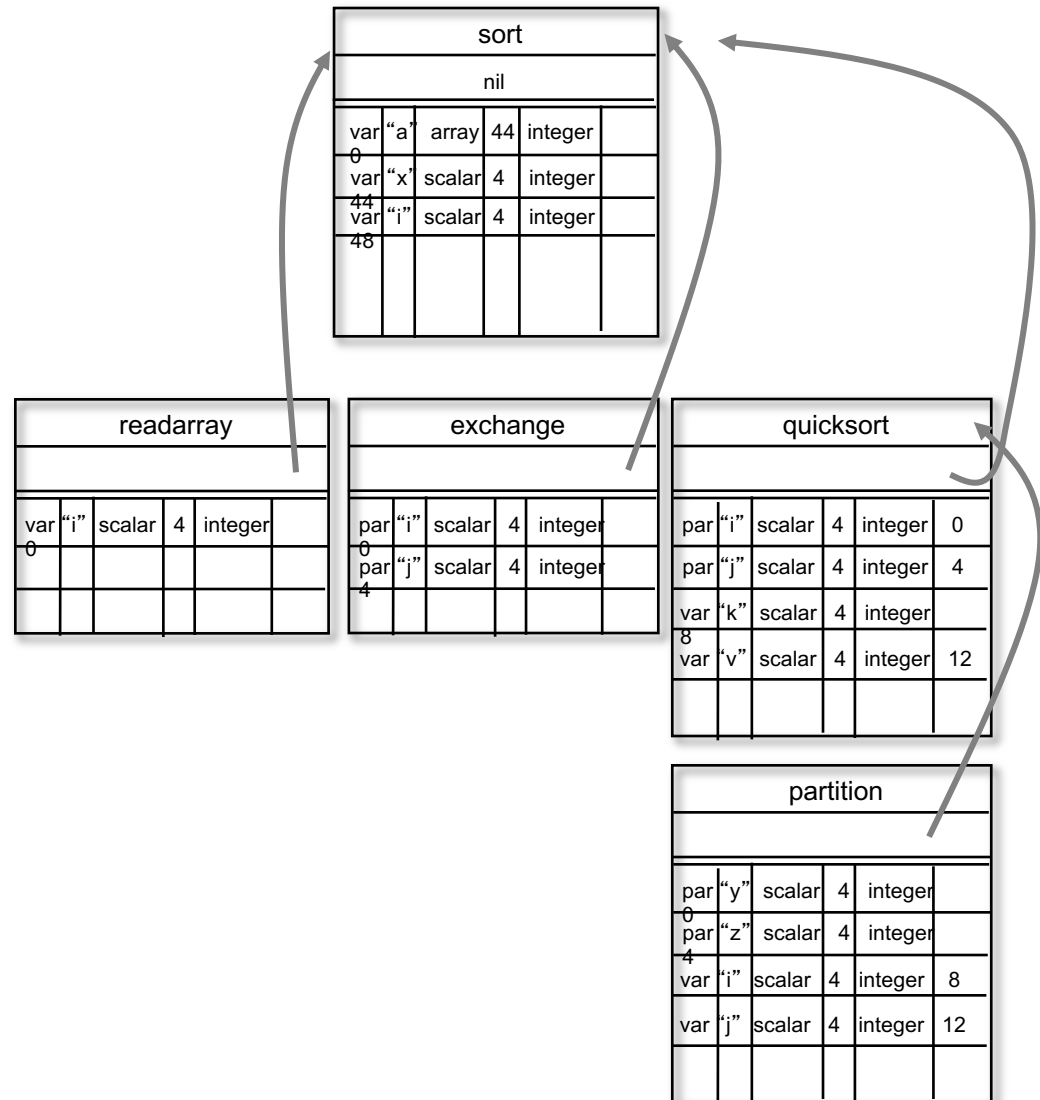 sort
nil
var “a” array 44 integer
0
var “x” scalar 4 integer
44
var “i” scalar 4 integer
48
readarray
var “i” scalar 4 integer
0
exchange
par “i” scalar 4 integer
0
par “j” scalar 4 integer
4
quicksort
par “i” scalar 4 integer 0
par “j” scalar 4 integer 4
var “k” scalar 4 integer
8
var “v” scalar 4 integer 12
partition
par “y” scalar 4 integer
0
par “z” scalar 4 integer
4
var “i” scalar 4 integer 8
var “j” scalar 4 integer 12